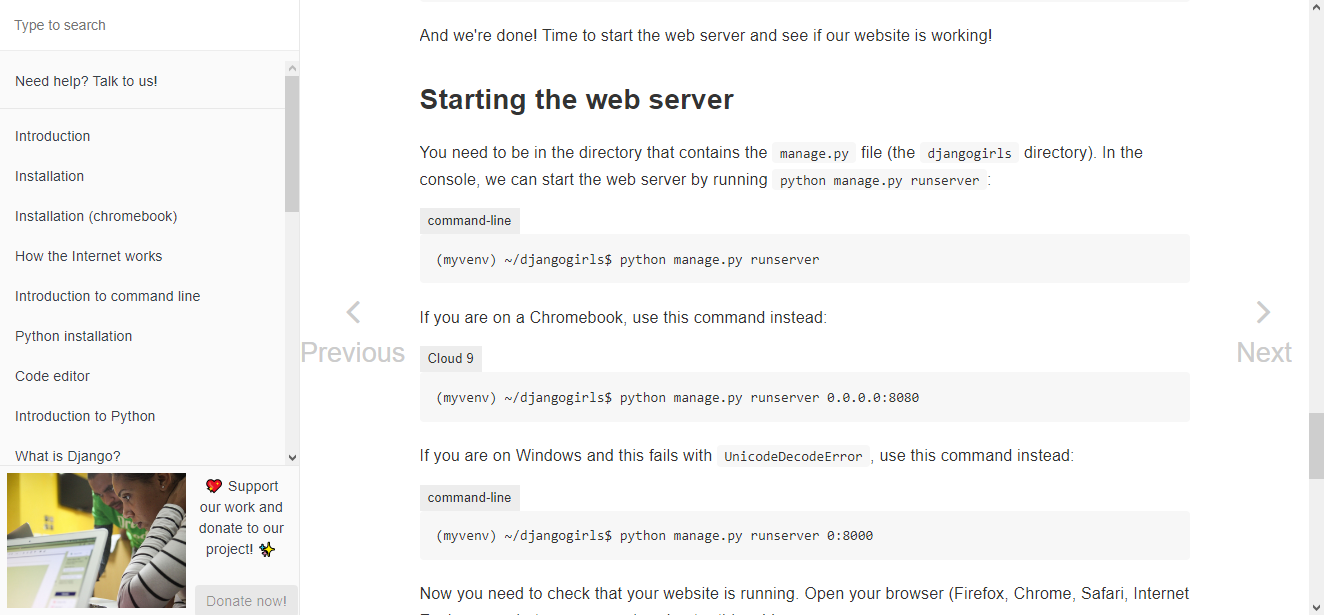 Type to search
Need help? Talk to us!
Introduction
Installation
Installation (chromebook)
How the Internet works
Introduction to command line
Python installation
Code editor
Introduction to Python
What is Django?
💖 Support
our work and
donate to our
project! ✨
Donate now!
Previous
And we're done! Time to start the web server and see if our website is working!
Starting the web server
You need to be in the directory that contains the manage.py file (the djangogirls directory). In the
console, we can start the web server by running python manage.py runserver :
command-line
(myvenv) ~/djangogirls$ python manage.py runserver
If you are on a Chromebook, use this command instead:
Cloud 9
(myvenv) ~/djangogirls$ python manage.py runserver 0.0.0.0:8080
If you are on Windows and this fails with UnicodeDecodeError , use this command instead:
command-line
(myvenv) ~/djangogirls$ python manage.py runserver 0:8000
Now you need to check that your website is running. Open your browser (Firefox, Chrome, Safari, Internet
Next